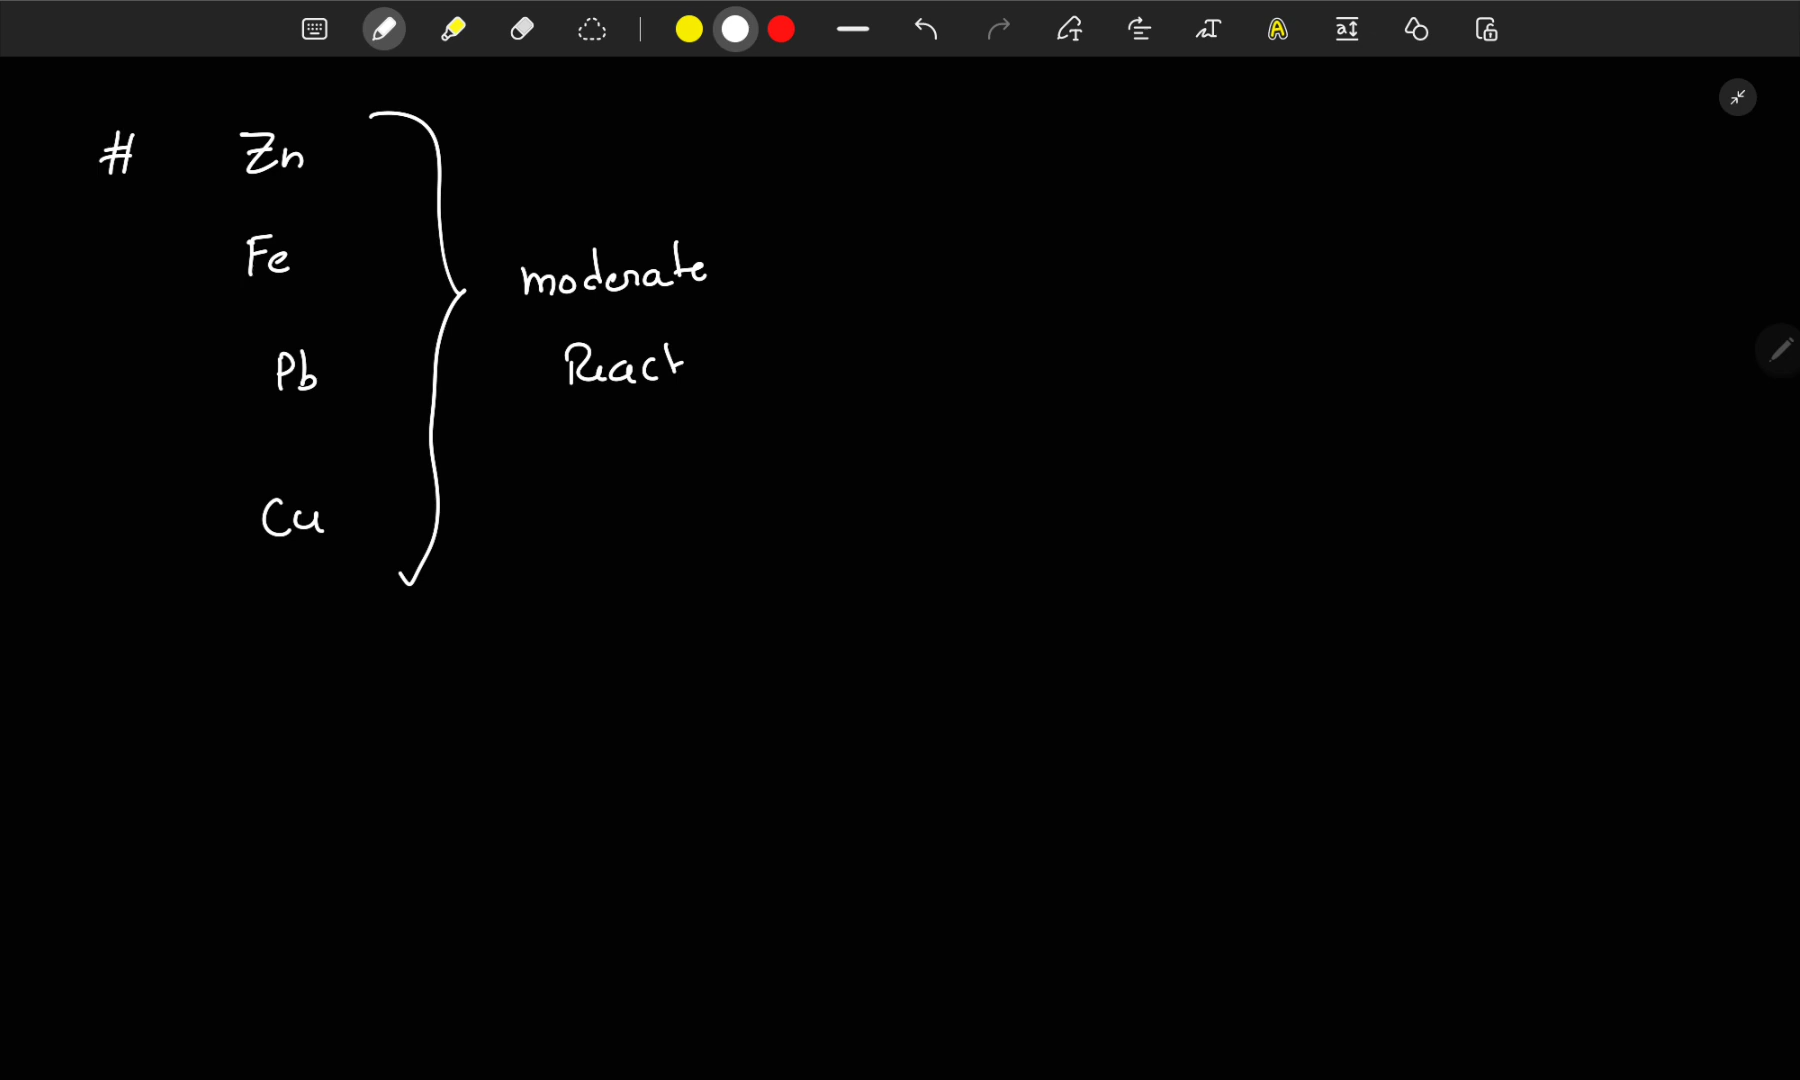 # Zn
Fe
moderate
Pb
React
Cu